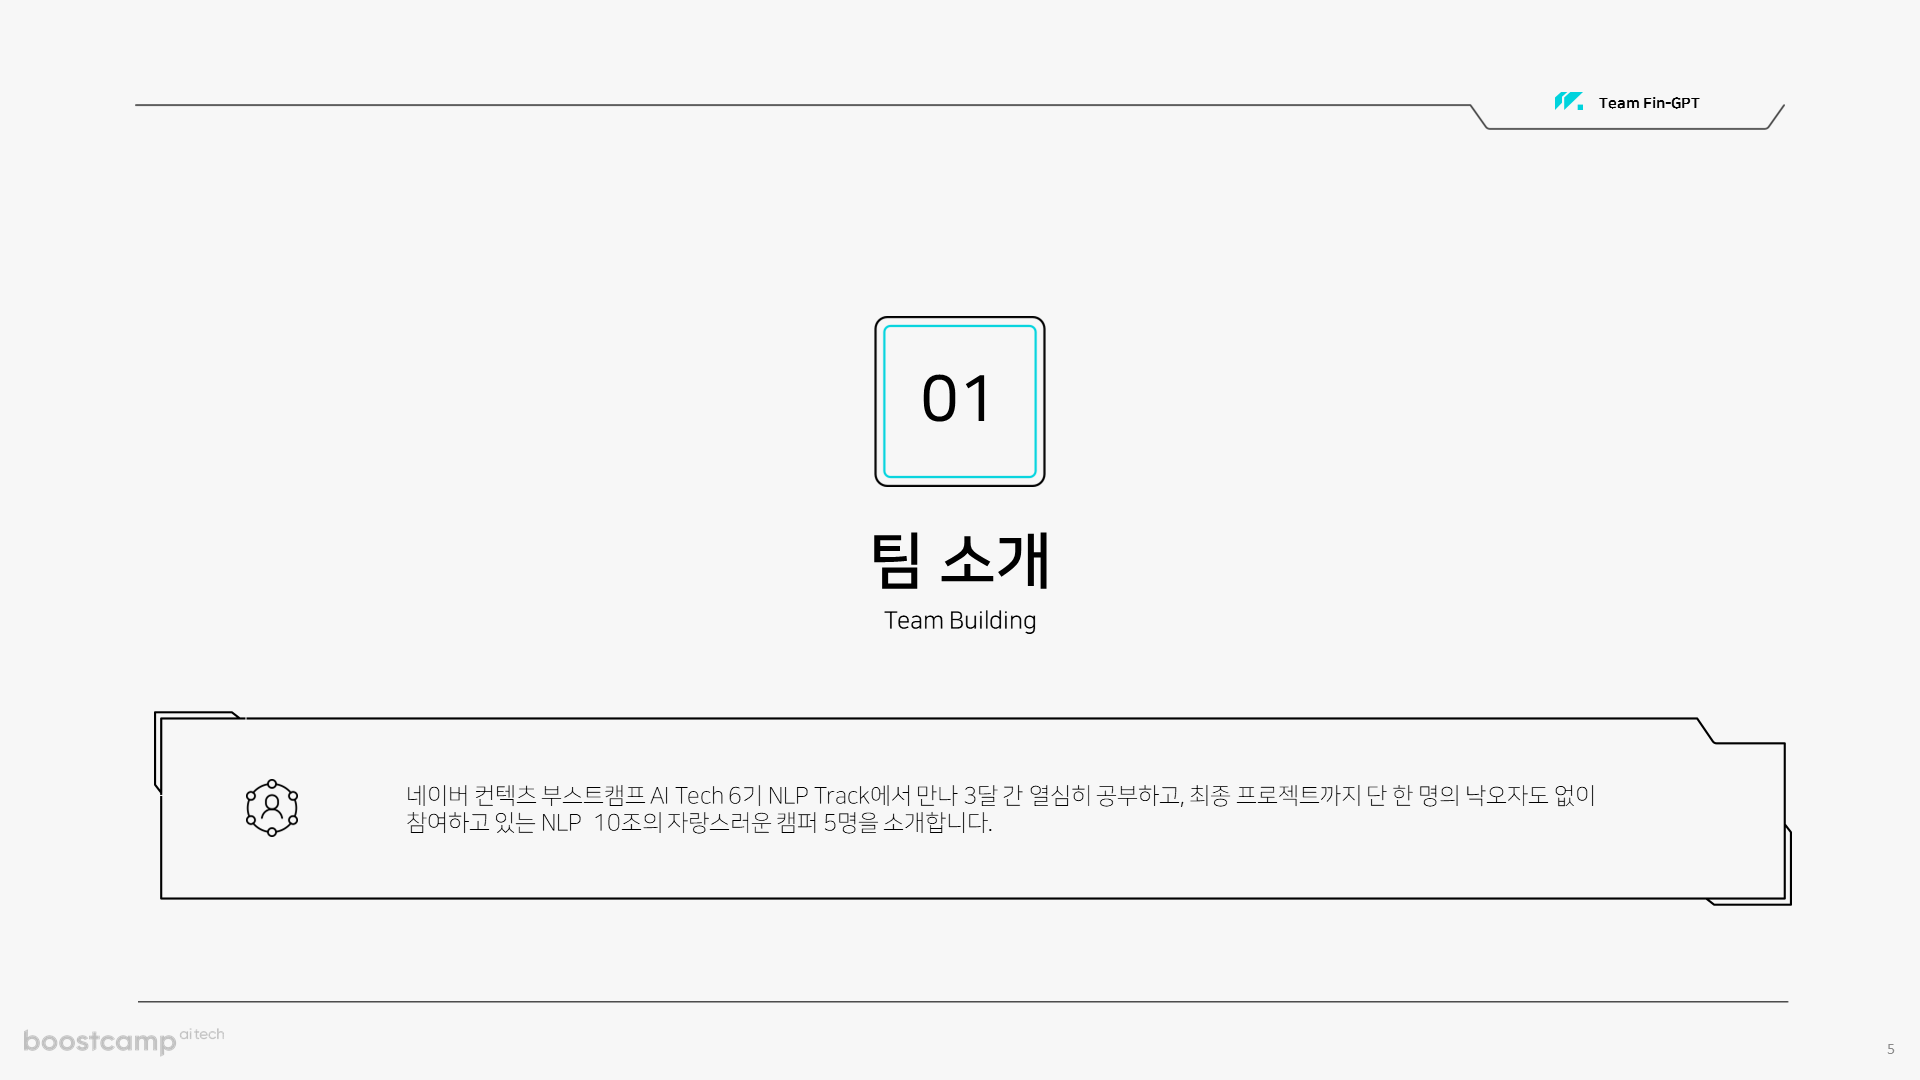 Team Fin-GPT
01
팀 소개
Team Building
네이버 컨텍츠 부스트캠프 AI Tech 6기 NLP Track에서 만나 3달 간 열심히 공부하고, 최종 프로젝트까지 단 한 명의 낙오자도 없이
참여하고 있는 NLP  10조의 자랑스러운 캠퍼 5명을 소개합니다.
boostcamp ai tech
5